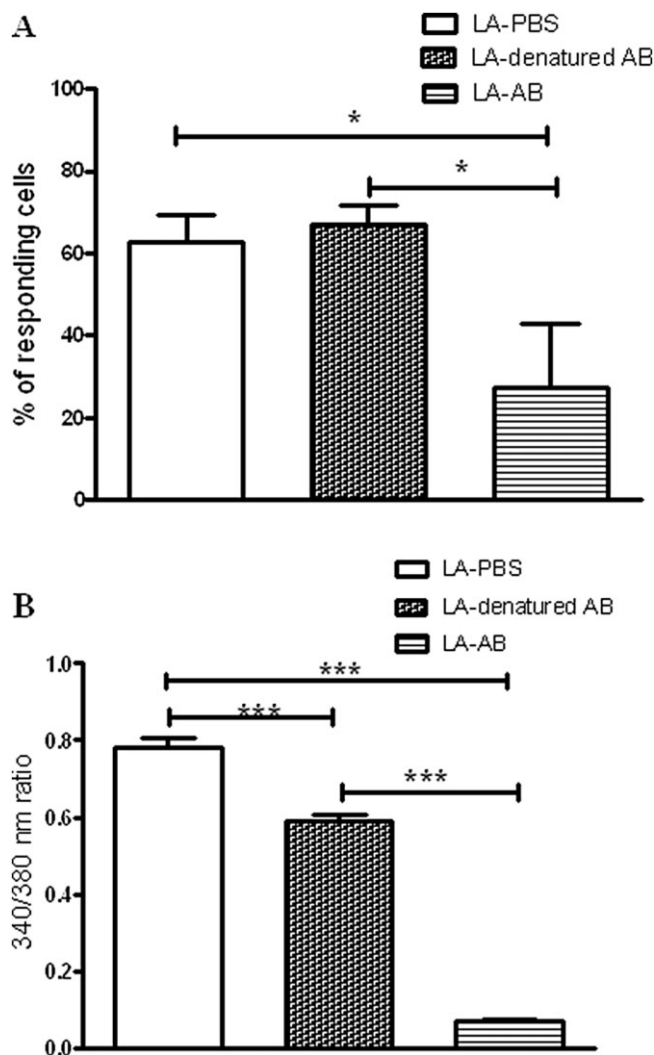 A
LA-PBS
LA-denatured AB
LA-AB
100
80
60
40
20
0
% of responding cells
*
*
B
LA-PBS
LA-denatured AB
LA-AB
1.0
0.8
0.6
0.4
0.2
0.0
340/380 nm ratio
***
***
***